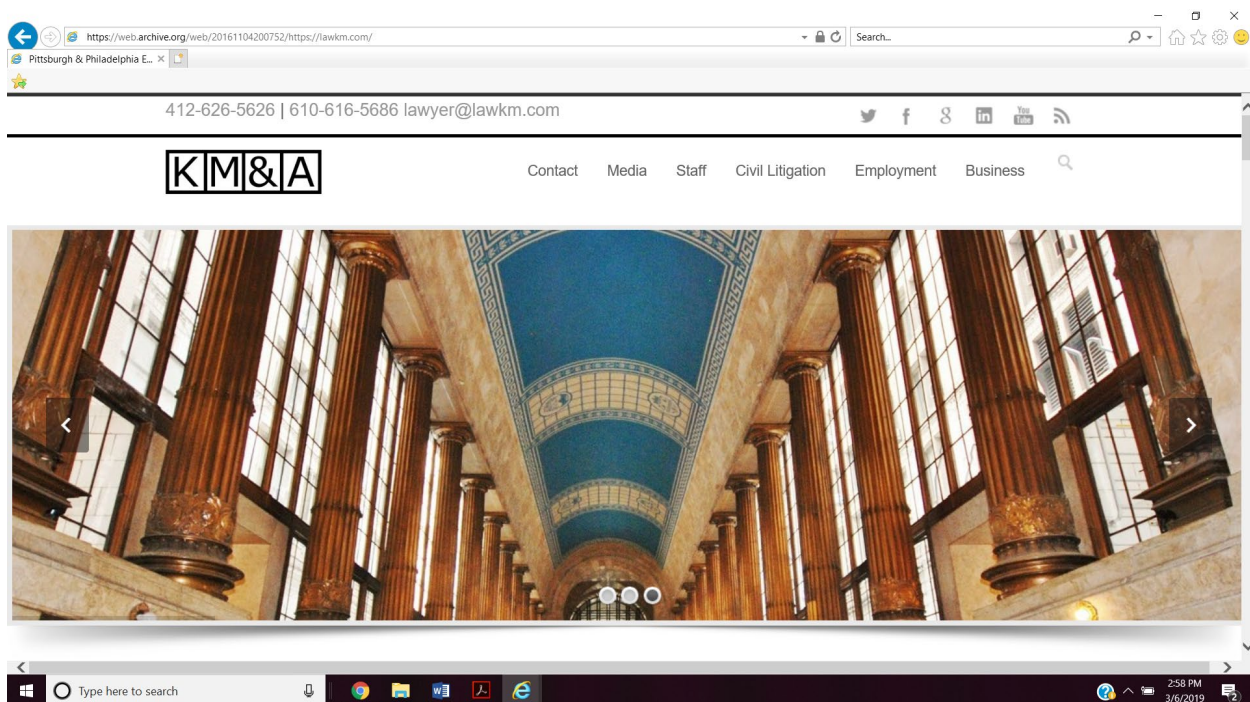 https://web.archive.org/web/20161104200752/https://lawkm.com/
Search...
Pittsburgh & Philadelphia E...
412-626-5626 | 610-616-5686 lawyer@lawkm.com
You Tube
KM&A
Contact Media Staff Civil Litigation Employment Business
Type here to search
2:58 PM
3/6/2019